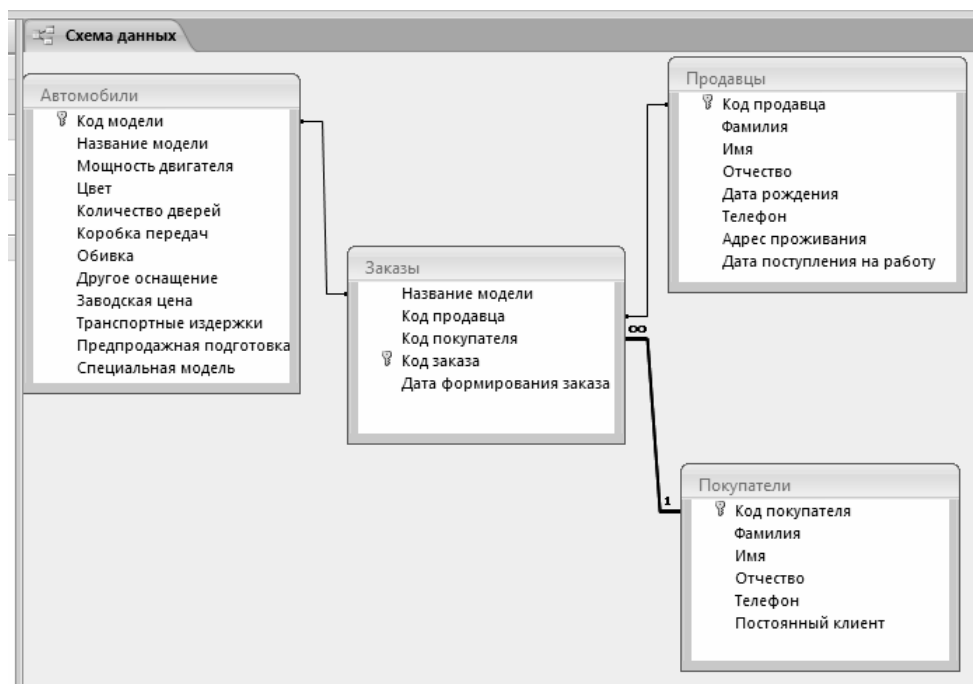 Схема данных
Автомобили
Код модели
Название модели
Мощность двигателя
Цвет
Количество дверей
Коробка передач
Обивка
Другое оснащение
Заводская цена
Транспортные издержки
Предпродажная подготовка
Специальная модель
Заказы
Название модели
Код продавца
Код покупателя
Код заказа
Дата формирования заказа
Продавцы
Код продавца
Фамилия
Имя
Отчество
Дата рождения
Телефон
Адрес проживания
Дата поступления на работу
∞
1
Покупатели
Код покупателя
Фамилия
Имя
Отчество
Телефон
Постоянный клиент